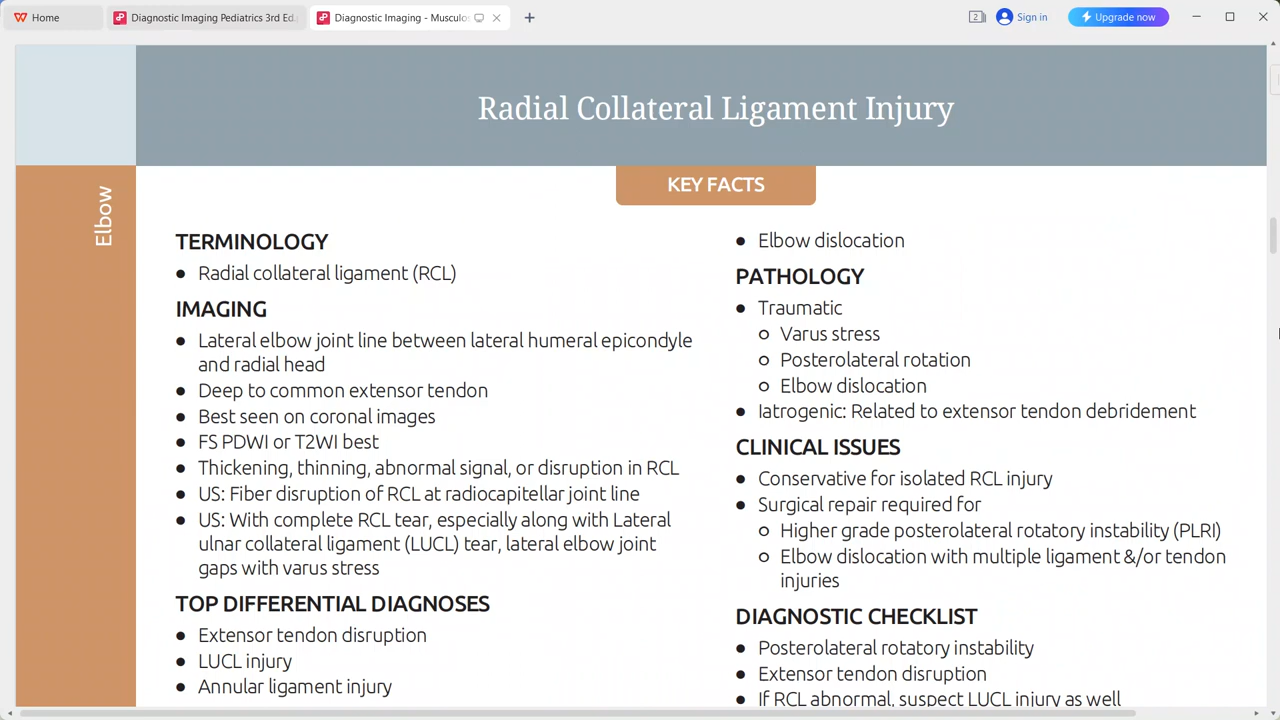 Home
Diagnostic Imaging Pediatrics 3rd Ed.
Diagnostic Imaging - Musculos
2
Sign in
Upgrade now
Radial Collateral Ligament Injury
KEY FACTS
Elbow
TERMINOLOGY
• Radial collateral ligament (RCL)
IMAGING
• Lateral elbow joint line between lateral humeral epicondyle
and radial head
• Deep to common extensor tendon
• Best seen on coronal images
• FS PDWI or T2WI best
• Thickening, thinning, abnormal signal, or disruption in RCL
• US: Fiber disruption of RCL at radiocapitellar joint line
• US: With complete RCL tear, especially along with Lateral
ulnar collateral ligament (LUCL) tear, lateral elbow joint
gaps with varus stress
TOP DIFFERENTIAL DIAGNOSES
• Extensor tendon disruption
• LUCL injury
• Annular ligament injury
• Elbow dislocation
PATHOLOGY
• Traumatic
○ Varus stress
○ Posterolateral rotation
○ Elbow dislocation
• Iatrogenic: Related to extensor tendon debridement
CLINICAL ISSUES
• Conservative for isolated RCL injury
• Surgical repair required for
○ Higher grade posterolateral rotatory instability (PLRI)
○ Elbow dislocation with multiple ligament &/or tendon
injuries
DIAGNOSTIC CHECKLIST
• Posterolateral rotatory instability
• Extensor tendon disruption
• If RCL abnormal, suspect LUCL injury as well